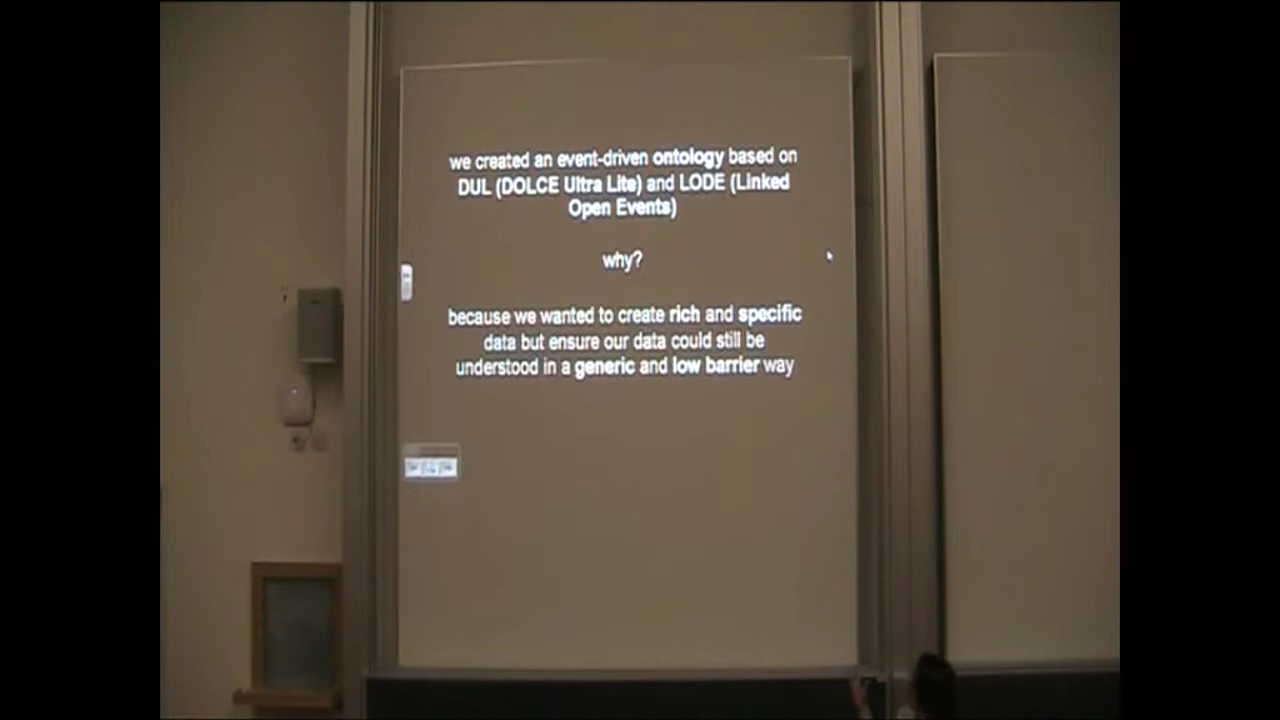 we created an event-driven ontology based on
DUL (DOLCE Ultra Lite) and LODE (Linked
Open Events)
why?
because we wanted to create rich and specific
data but ensure our data could still be
understood in a generic and low barrier way